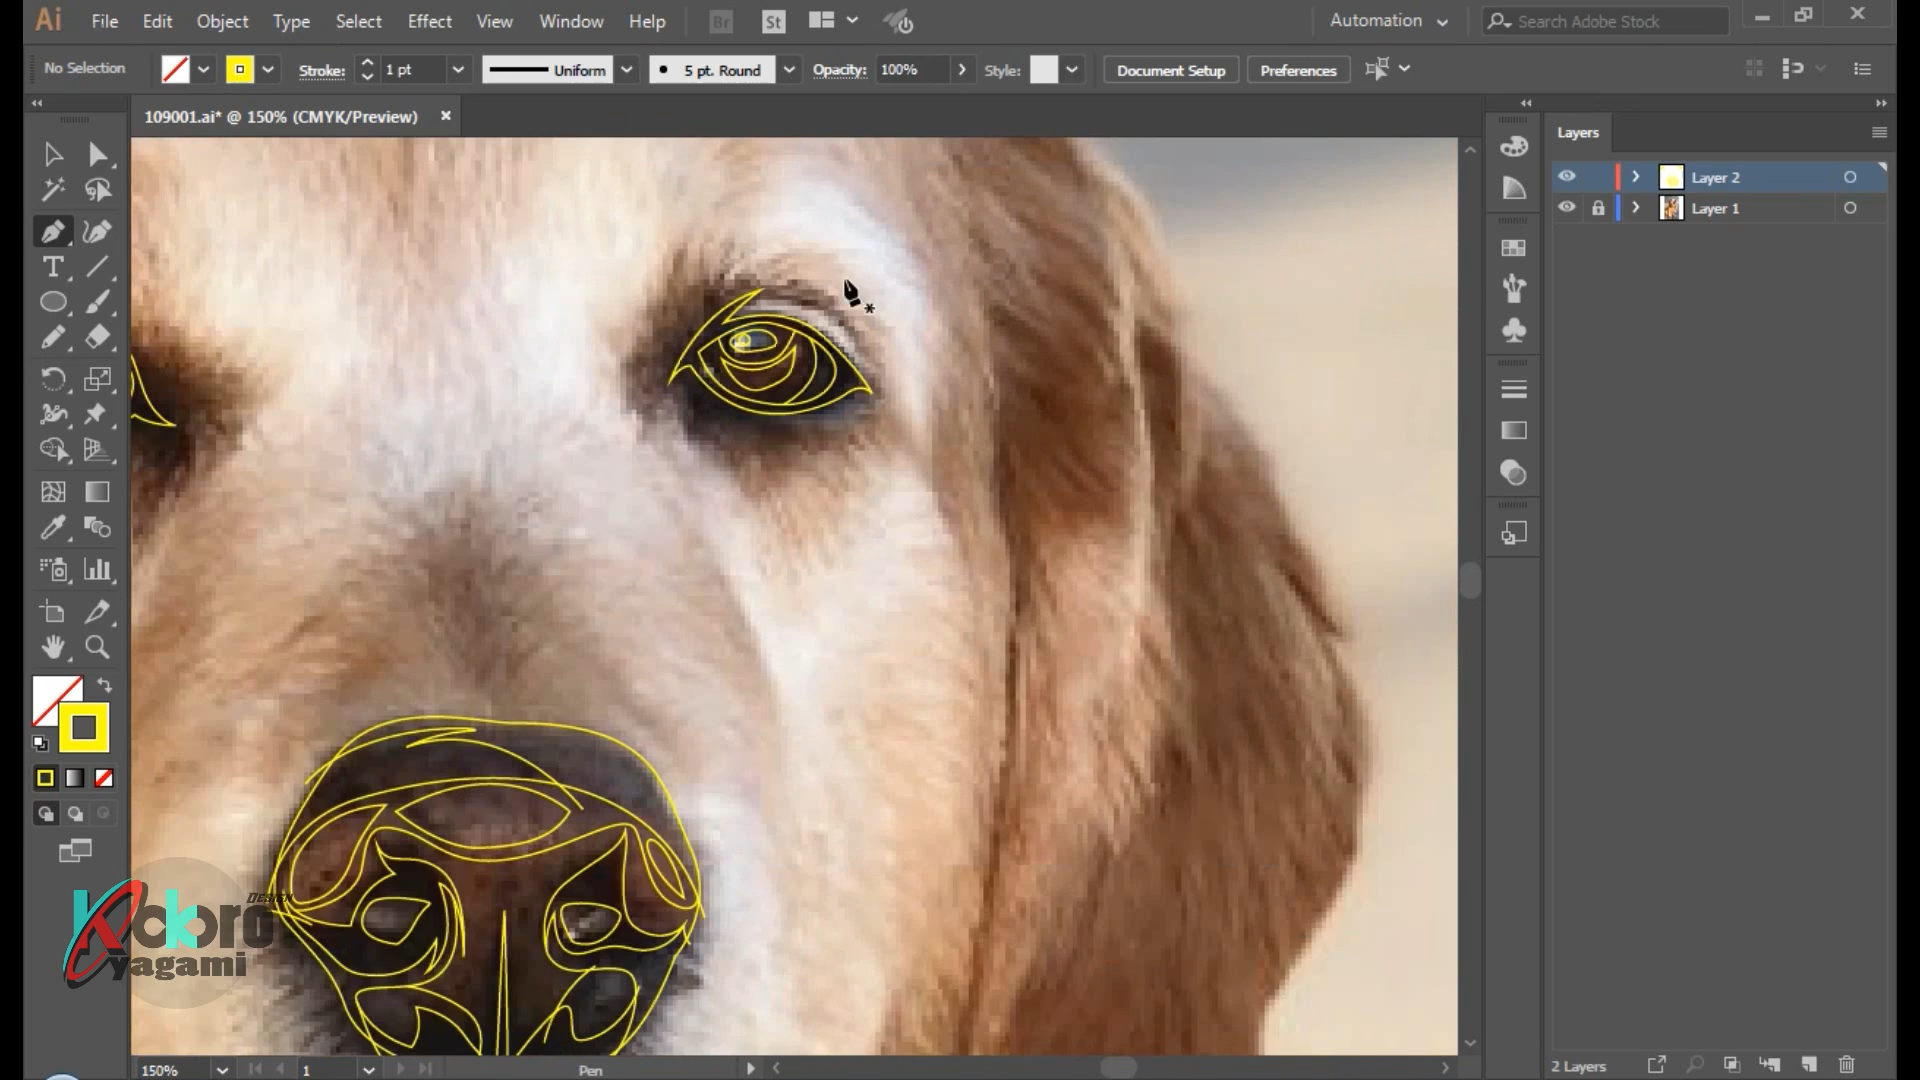 Ai File Edit Object Type Select Effect View Window Help Br St Automation Search Adobe Stock
No Selection Stroke: 1 pt Uniform 5 pt. Round Opacity: 100% Style: Document Setup Preferences
109001.ai* @ 150% (CMYK/Preview)
Layers
Layer 2
Layer 1
DESIGN
Kokoro
yagami
150% 1 Pen
2 Layers